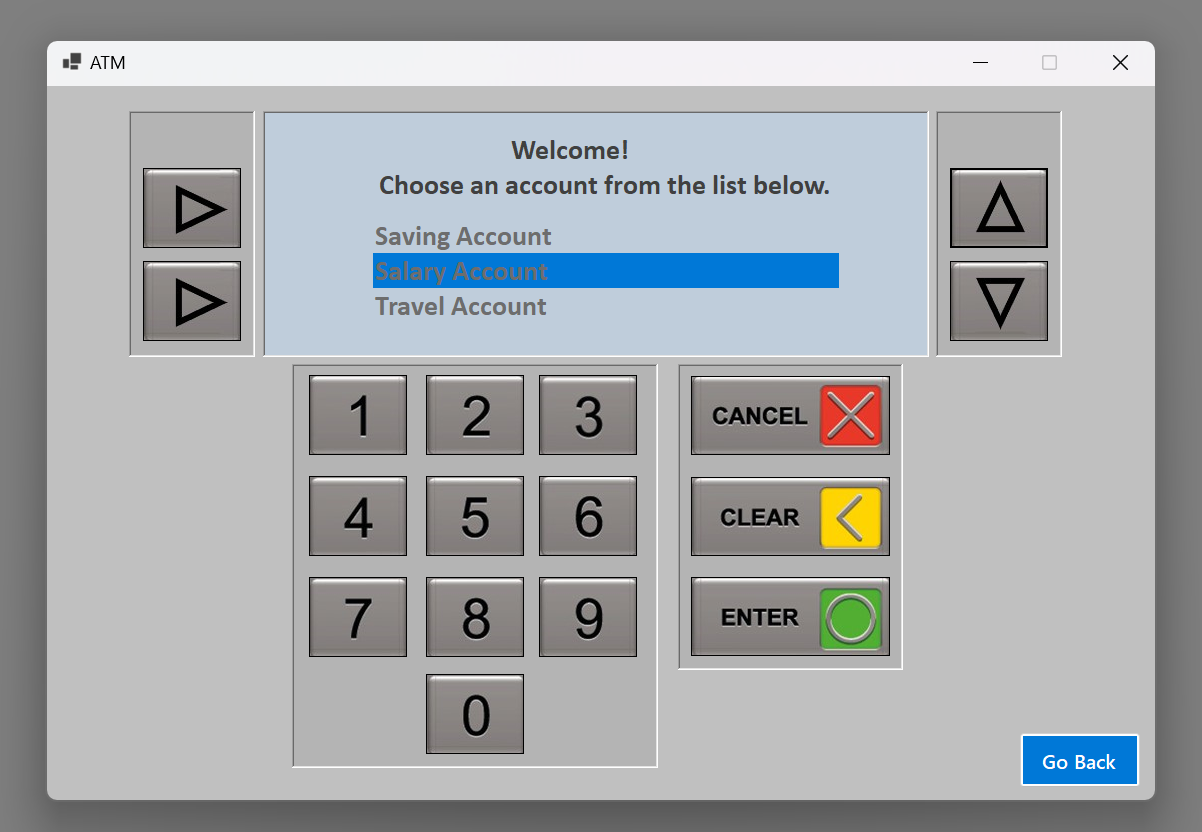 ATM
Welcome!
Choose an account from the list below.
Saving Account
Salary Account
Travel Account
1 2 3
CANCEL
4 5 6
CLEAR
7 8 9
ENTER
0
Go Back